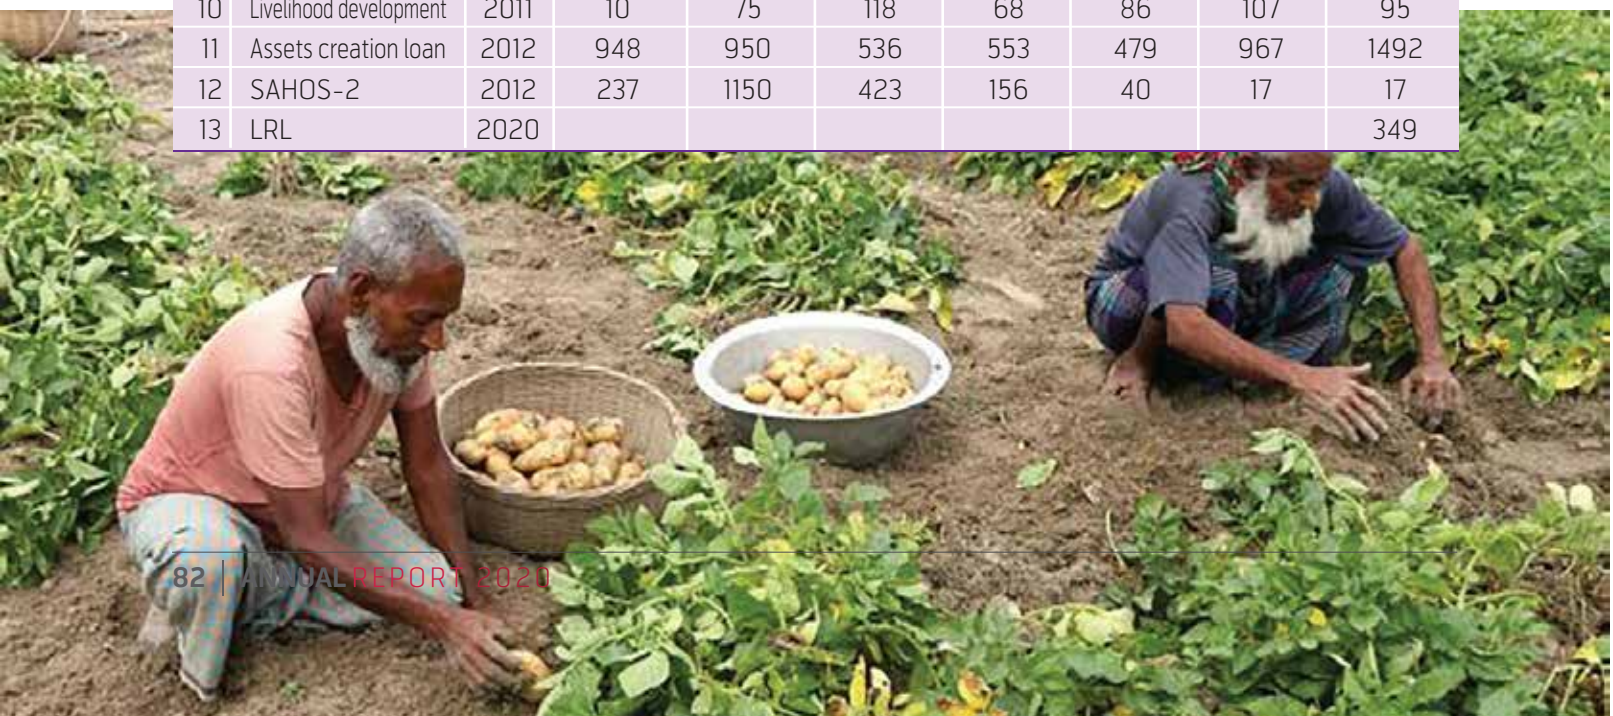 10 Livelihood development 2011 10 75 118 68 86 107 95
11 Assets creation loan 2012 948 950 536 553 479 967 1492
12 SAHOS-2 2012 237 1150 423 156 40 17 17
13 LRL 2020 349
82 | ANNUAL REPORT 2020